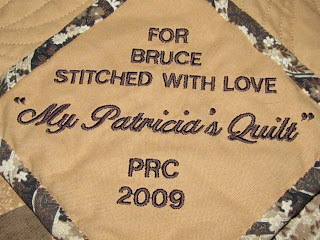 FOR
BRUCE
STITCHED WITH LOVE
"My Patricia's Quilt"
PRC
2009